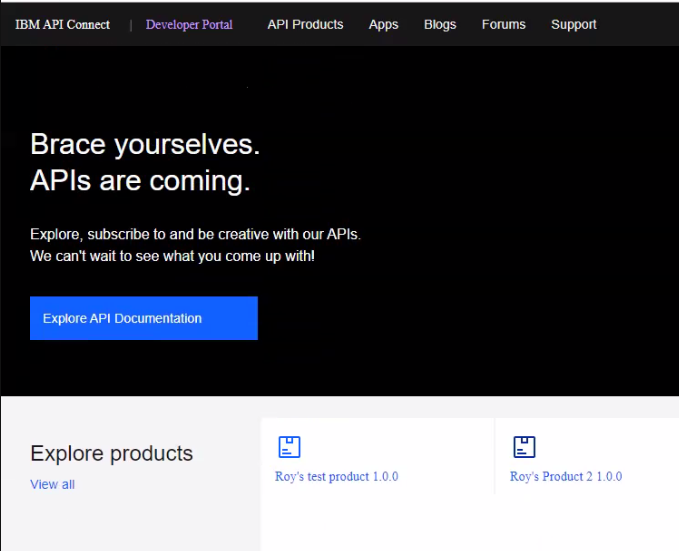 IBM API Connect | Developer Portal API Products Apps Blogs Forums Support
Brace yourselves.
APIs are coming.
Explore, subscribe to and be creative with our APIs.
We can't wait to see what you come up with!
Explore API Documentation
Explore products
View all
Roy's test product 1.0.0
Roy's Product 2 1.0.0